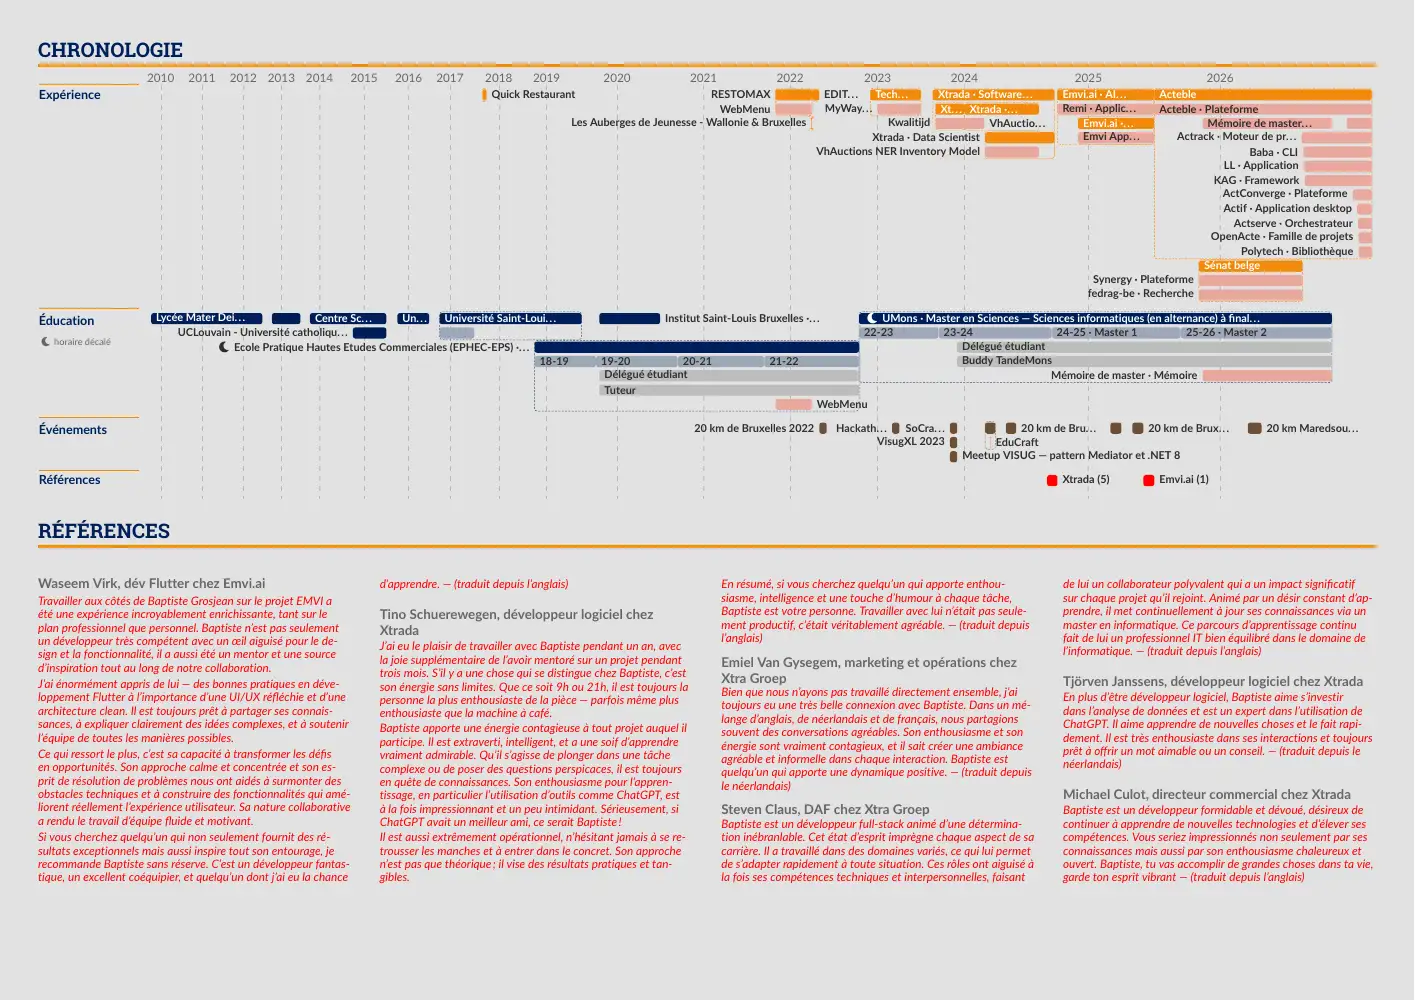 CHRONOLOGIE
2010 2011 2012 2013 2014 2015 2016 2017 2018 2019 2020 2021 2022 2023 2024 2025 2026
Expérience
Quick Restaurant
RESTOMAX
EDIT…
Tech…
Xtrada · Software…
Emvi.ai · AI…
Acteble
WebMenu
MyWay…
Xt…
Xtrada ·…
Remi · Applic…
Acteble · Plateforme
Les Auberges de Jeunesse - Wallonie & Bruxelles
Kwalitijd
VhAuctio…
Emvi.ai ·…
Mémoire de master…
Xtrada · Data Scientist
Emvi App…
Actrack · Moteur de pr…
VhAuctions NER Inventory Model
Baba · CLI
LL · Application
KAG · Framework
ActConverge · Plateforme
Actif · Application desktop
Actserve · Orchestrateur
OpenActe · Famille de projets
Polytech · Bibliothèque
Sénat belge
Synergy · Plateforme
fedrag-be · Recherche
Éducation
horaire décalé
Lycée Mater Dei…
Centre Sc…
Un…
Université Saint-Loui…
Institut Saint-Louis Bruxelles ·…
UMons · Master en Sciences — Sciences informatiques (en alternance) à final…
UCLouvain - Université catholiqu…
22-23 23-24 24-25 · Master 1 25-26 · Master 2
Ecole Pratique Hautes Etudes Commerciales (EPHEC-EPS) ·…
Délégué étudiant
18-19 19-20 20-21 21-22
Buddy TandeMons
Délégué étudiant
Mémoire de master · Mémoire
Tuteur
WebMenu
Événements
20 km de Bruxelles 2022
Hackath…
SoCra…
20 km de Bru…
20 km de Brux…
20 km Maredsou…
VisugXL 2023
EduCraft
Meetup VISUG — pattern Mediator et .NET 8
Références
Xtrada (5)
Emvi.ai (1)
RÉFÉRENCES
Waseem Virk, dév Flutter chez Emvi.ai
Travailler aux côtés de Baptiste Grosjean sur le projet EMVI a
été une expérience incroyablement enrichissante, tant sur le
plan professionnel que personnel. Baptiste n'est pas seulement
un développeur très compétent avec un œil aiguisé pour le de-
sign et la fonctionnalité, il a aussi été un mentor et une source
d'inspiration tout au long de notre collaboration.
J'ai énormément appris de lui — des bonnes pratiques en déve-
loppement Flutter à l'importance d'une UI/UX réfléchie et d'une
architecture clean. Il est toujours prêt à partager ses connais-
sances, à expliquer clairement des idées complexes, et à soutenir
l'équipe de toutes les manières possibles.
Ce qui ressort le plus, c'est sa capacité à transformer les défis
en opportunités. Son approche calme et concentrée et son es-
prit de résolution de problèmes nous ont aidés à surmonter des
obstacles techniques et à construire des fonctionnalités qui amé-
liorent réellement l'expérience utilisateur. Sa nature collaborative
a rendu le travail d'équipe fluide et motivant.
Si vous cherchez quelqu'un qui non seulement fournit des ré-
sultats exceptionnels mais aussi inspire tout son entourage, je
recommande Baptiste sans réserve. C'est un développeur fantas-
tique, un excellent coéquipier, et quelqu'un dont j'ai eu la chance
d'apprendre. — (traduit depuis l'anglais)
Tino Schuerewegen, développeur logiciel chez
Xtrada
J'ai eu le plaisir de travailler avec Baptiste pendant un an, avec
la joie supplémentaire de l'avoir mentoré sur un projet pendant
trois mois. S'il y a une chose qui se distingue chez Baptiste, c'est
son énergie sans limites. Que ce soit 9h ou 21h, il est toujours la
personne la plus enthousiaste de la pièce — parfois même plus
enthousiaste que la machine à café.
Baptiste apporte une énergie contagieuse à tout projet auquel il
participe. Il est extraverti, intelligent, et a une soif d'apprendre
vraiment admirable. Qu'il s'agisse de plonger dans une tâche
complexe ou de poser des questions perspicaces, il est toujours
en quête de connaissances. Son enthousiasme pour l'appren-
tissage, en particulier l'utilisation d'outils comme ChatGPT, est
à la fois impressionnant et un peu intimidant. Sérieusement, si
ChatGPT avait un meilleur ami, ce serait Baptiste !
Il est aussi extrêmement opérationnel, n'hésitant jamais à se re-
trousser les manches et à entrer dans le concret. Son approche
n'est pas que théorique ; il vise des résultats pratiques et tan-
gibles.
En résumé, si vous cherchez quelqu'un qui apporte enthou-
siasme, intelligence et une touche d'humour à chaque tâche,
Baptiste est votre personne. Travailler avec lui n'était pas seule-
ment productif, c'était véritablement agréable. — (traduit depuis
l'anglais)
Emiel Van Gysegem, marketing et opérations chez
Xtra Groep
Bien que nous n'ayons pas travaillé directement ensemble, j'ai
toujours eu une très belle connexion avec Baptiste. Dans un mé-
lange d'anglais, de néerlandais et de français, nous partagions
souvent des conversations agréables. Son enthousiasme et son
énergie sont vraiment contagieux, et il sait créer une ambiance
agréable et informelle dans chaque interaction. Baptiste est
quelqu'un qui apporte une dynamique positive. — (traduit depuis
le néerlandais)
Steven Claus, DAF chez Xtra Groep
Baptiste est un développeur full-stack animé d'une détermina-
tion inébranlable. Cet état d'esprit imprègne chaque aspect de sa
carrière. Il a travaillé dans des domaines variés, ce qui lui permet
de s'adapter rapidement à toute situation. Ces rôles ont aiguisé à
la fois ses compétences techniques et interpersonnelles, faisant
de lui un collaborateur polyvalent qui a un impact significatif
sur chaque projet qu'il rejoint. Animé par un désir constant d'ap-
prendre, il met continuellement à jour ses connaissances via un
master en informatique. Ce parcours d'apprentissage continu
fait de lui un professionnel IT bien équilibré dans le domaine de
l'informatique. — (traduit depuis l'anglais)
Tjörven Janssens, développeur logiciel chez Xtrada
En plus d'être développeur logiciel, Baptiste aime s'investir
dans l'analyse de données et est un expert dans l'utilisation de
ChatGPT. Il aime apprendre de nouvelles choses et le fait rapi-
dement. Il est très enthousiaste dans ses interactions et toujours
prêt à offrir un mot aimable ou un conseil. — (traduit depuis le
néerlandais)
Michael Culot, directeur commercial chez Xtrada
Baptiste est un développeur formidable et dévoué, désireux de
continuer à apprendre de nouvelles technologies et d'élever ses
compétences. Vous seriez impressionnés non seulement par ses
connaissances mais aussi par son enthousiasme chaleureux et
ouvert. Baptiste, tu vas accomplir de grandes choses dans ta vie,
garde ton esprit vibrant — (traduit depuis l'anglais)